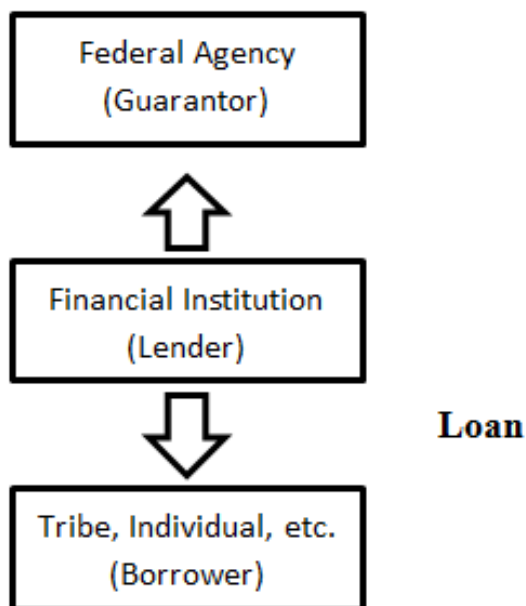 Federal Agency
(Guarantor)
Financial Institution
(Lender)
Loan
Tribe, Individual, etc.
(Borrower)